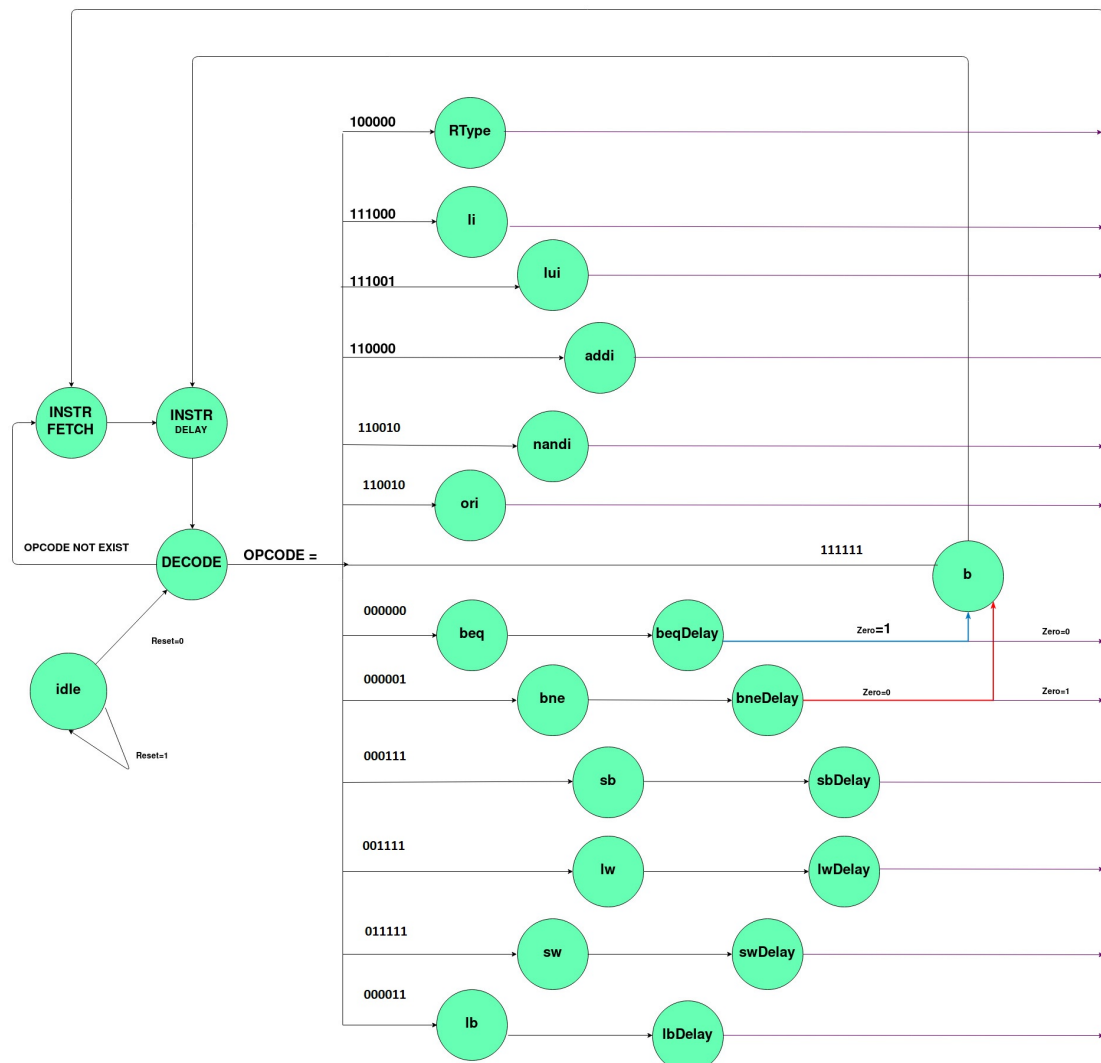 100000
RType
111000
li
lui
111001
110000
addi
INSTR
FETCH
INSTR
DELAY
110010
nandi
110010
ori
OPCODE NOT EXIST
DECODE
OPCODE =
111111
b
000000
beq
beqDelay
Zero=1
Zero=0
Reset=0
idle
000001
bne
bneDelay
Zero=0
Zero=1
Reset=1
000111
sb
sbDelay
001111
lw
lwDelay
011111
sw
swDelay
000011
lb
lbDelay